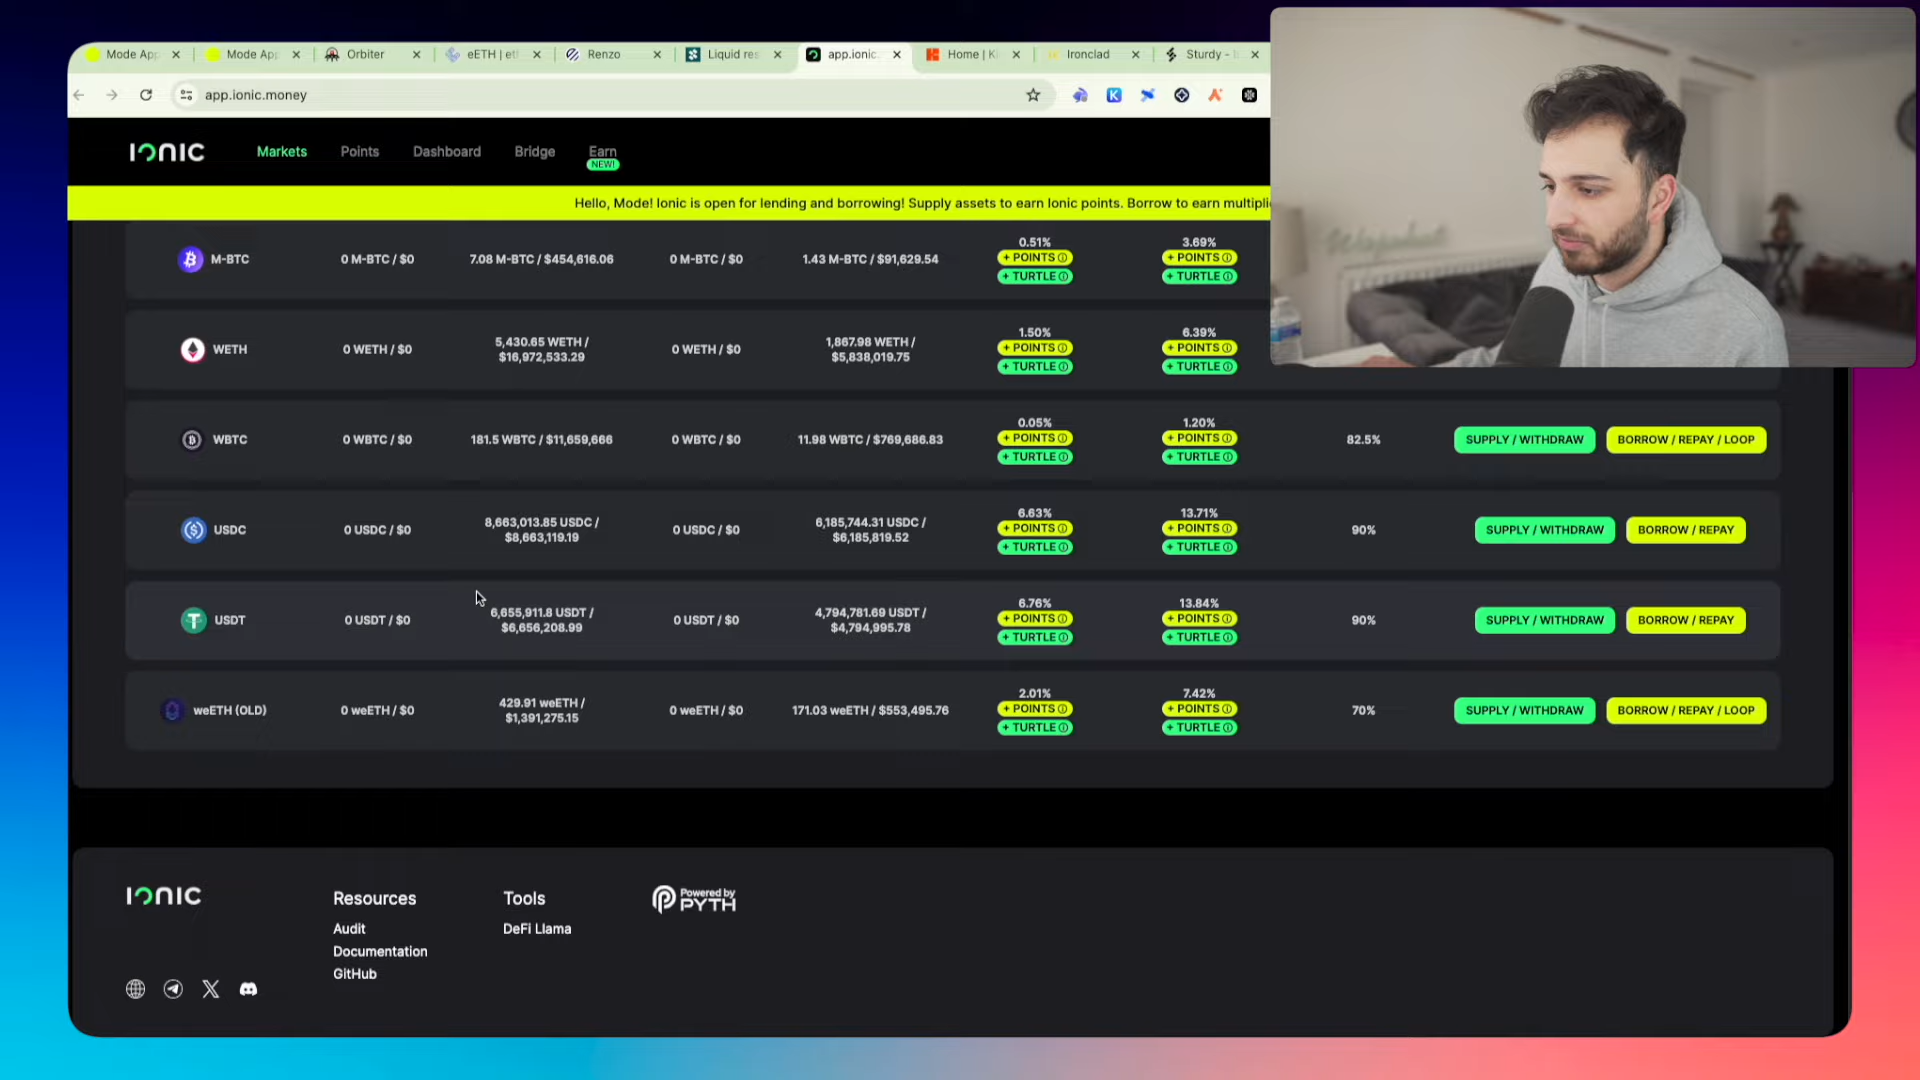 Mode App
Mode App
Orbiter
eETH | et
Renzo
Liquid res
app.ionic.
Home | Ki
Ironclad
Sturdy -
app.ionic.money
IONIC
Markets
Points
Dashboard
Bridge
Earn
NEW!
Hello, Mode! Ionic is open for lending and borrowing! Supply assets to earn Ionic points. Borrow to earn multipli
M-BTC
0 M-BTC / $0
7.08 M-BTC / $454,616.06
0 M-BTC / $0
1.43 M-BTC / $91,629.54
0.51%
+ POINTS
+ TURTLE
3.69%
+ POINTS
+ TURTLE
WETH
0 WETH / $0
5,430.65 WETH /
$16,972,533.29
0 WETH / $0
1,867.98 WETH /
$5,838,019.75
1.50%
+ POINTS
+ TURTLE
6.39%
+ POINTS
+ TURTLE
WBTC
0 WBTC / $0
181.5 WBTC / $11,659,666
0 WBTC / $0
11.98 WBTC / $769,686.83
0.05%
+ POINTS
+ TURTLE
1.20%
+ POINTS
+ TURTLE
82.5%
SUPPLY / WITHDRAW
BORROW / REPAY / LOOP
USDC
0 USDC / $0
8,663,013.85 USDC /
$8,663,119.19
0 USDC / $0
6,185,744.31 USDC /
$6,185,819.52
6.63%
+ POINTS
+ TURTLE
13.71%
+ POINTS
+ TURTLE
90%
SUPPLY / WITHDRAW
BORROW / REPAY
USDT
0 USDT / $0
6,655,911.8 USDT /
$6,656,208.99
0 USDT / $0
4,794,781.69 USDT /
$4,794,995.78
6.76%
+ POINTS
+ TURTLE
13.84%
+ POINTS
+ TURTLE
90%
SUPPLY / WITHDRAW
BORROW / REPAY
weETH (OLD)
0 weETH / $0
429.91 weETH /
$1,391,275.15
0 weETH / $0
171.03 weETH / $553,495.76
2.01%
+ POINTS
+ TURTLE
7.42%
+ POINTS
+ TURTLE
70%
SUPPLY / WITHDRAW
BORROW / REPAY / LOOP
IONIC
Resources
Audit
Documentation
GitHub
Tools
DeFi Llama
Powered by
PYTH